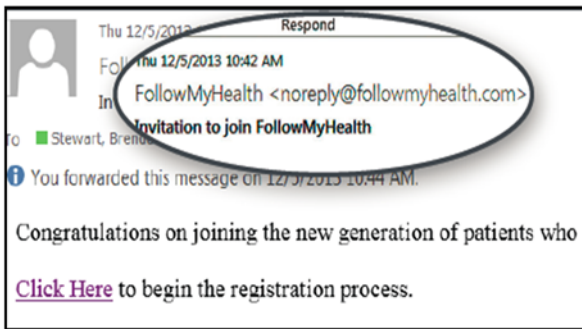 Respond
Thu 12/5/2013
Thu 12/5/2013 10:42 AM
FollowMyHealth <noreply@followmyhealth.com>
Invitation to join FollowMyHealth
Stewart,
You forwarded this message on 12/5/2013 10:44 AM.
Congratulations on joining the new generation of patients who
Click Here to begin the registration process.